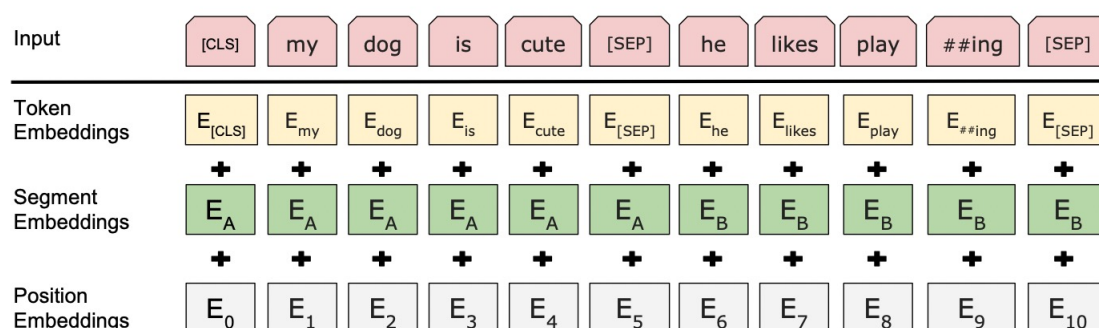 Input [CLS] my dog is cute [SEP] he likes play ##ing [SEP]
Token
Embeddings E[CLS] Emy Edog Eis Ecute E[SEP] Ehe Elikes Eplay E##ing E[SEP]
+ + + + + + + + + + +
Segment
Embeddings EA EA EA EA EA EA EB EB EB EB EB
+ + + + + + + + + + +
Position
Embeddings E0 E1 E2 E3 E4 E5 E6 E7 E8 E9 E10